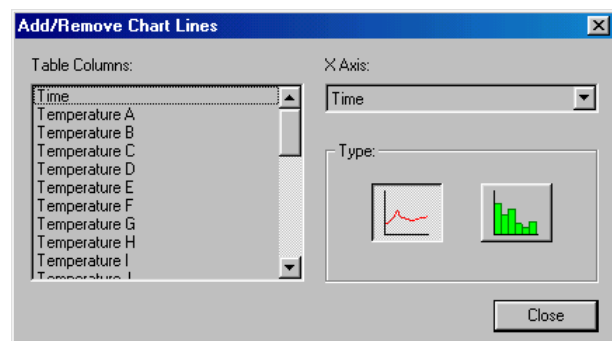 Add/Remove Chart Lines
Table Columns:
Time
Temperature A
Temperature B
Temperature C
Temperature D
Temperature E
Temperature F
Temperature G
Temperature H
Temperature I
X Axis:
Time
Type:
Close